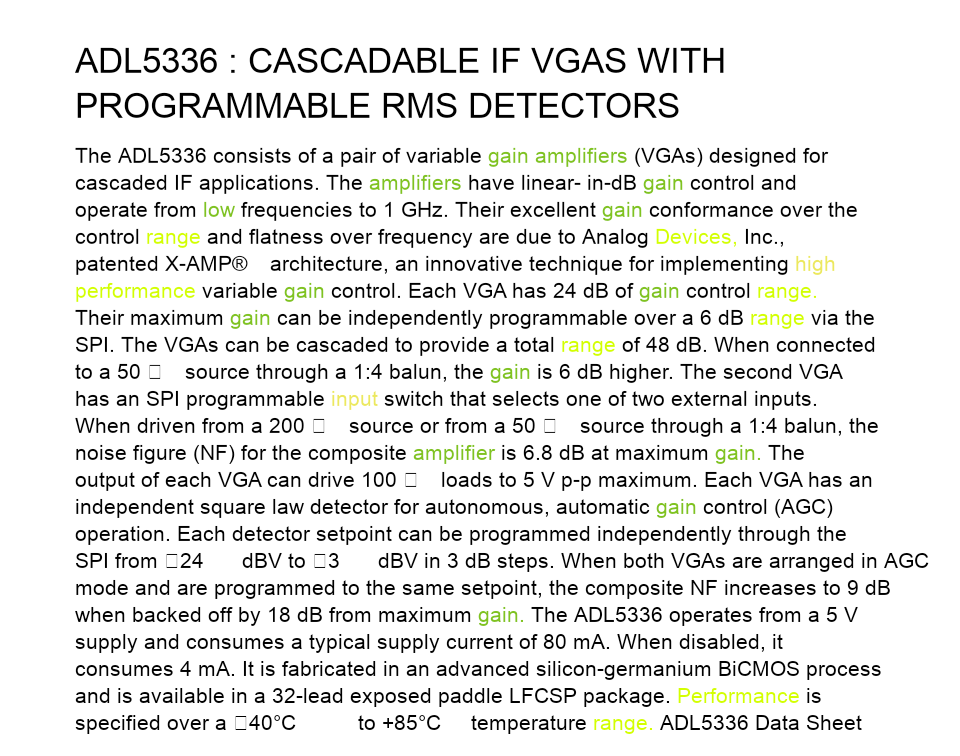 ADL5336 : CASCADABLE IF VGAS WITH
PROGRAMMABLE RMS DETECTORS
The ADL5336 consists of a pair of variable gain amplifiers (VGAs) designed for
cascaded IF applications. The amplifiers have linear- in-dB gain control and
operate from low frequencies to 1 GHz. Their excellent gain conformance over the
control range and flatness over frequency are due to Analog Devices, Inc.,
patented X-AMP® architecture, an innovative technique for implementing high
performance variable gain control. Each VGA has 24 dB of gain control range.
Their maximum gain can be independently programmable over a 6 dB range via the
SPI. The VGAs can be cascaded to provide a total range of 48 dB. When connected
to a 50 □ source through a 1:4 balun, the gain is 6 dB higher. The second VGA
has an SPI programmable input switch that selects one of two external inputs.
When driven from a 200 □ source or from a 50 □ source through a 1:4 balun, the
noise figure (NF) for the composite amplifier is 6.8 dB at maximum gain. The
output of each VGA can drive 100 □ loads to 5 V p-p maximum. Each VGA has an
independent square law detector for autonomous, automatic gain control (AGC)
operation. Each detector setpoint can be programmed independently through the
SPI from □24 dBV to □3 dBV in 3 dB steps. When both VGAs are arranged in AGC
mode and are programmed to the same setpoint, the composite NF increases to 9 dB
when backed off by 18 dB from maximum gain. The ADL5336 operates from a 5 V
supply and consumes a typical supply current of 80 mA. When disabled, it
consumes 4 mA. It is fabricated in an advanced silicon-germanium BiCMOS process
and is available in a 32-lead exposed paddle LFCSP package. Performance is
specified over a □40°C to +85°C temperature range. ADL5336 Data Sheet